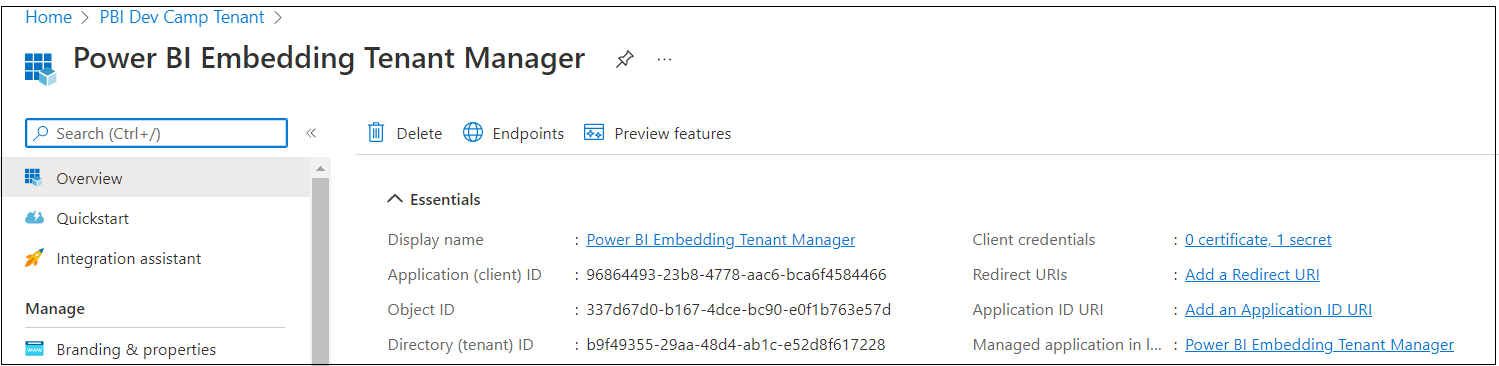 Home > PBI Dev Camp Tenant >
Power BI Embedding Tenant Manager ...
Search (Ctrl+/) «
Delete Endpoints Preview features
Overview
Quickstart
Integration assistant
Manage
Branding & properties
www
Essentials
Display name : Power BI Embedding Tenant Manager Client credentials : 0 certificate, 1 secret
Application (client) ID : 96864493-23b8-4778-aac6-bca6f4584466 Redirect URIs : Add a Redirect URI
Object ID : 337d67d0-b167-4dce-bc90-e0f1b763e57d Application ID URI : Add an Application ID URI
Directory (tenant) ID : b9f49355-29aa-48d4-ab1c-e52d8f617228 Managed application in l... : Power BI Embedding Tenant Manager